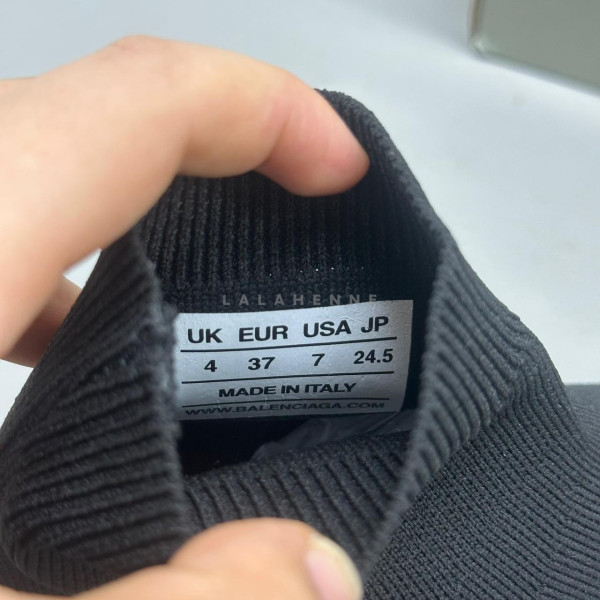 LALAHENNE
UK EUR USA JP
4 37 7 24.5
MADE IN ITALY
WWW.BALENCIAGA.COM